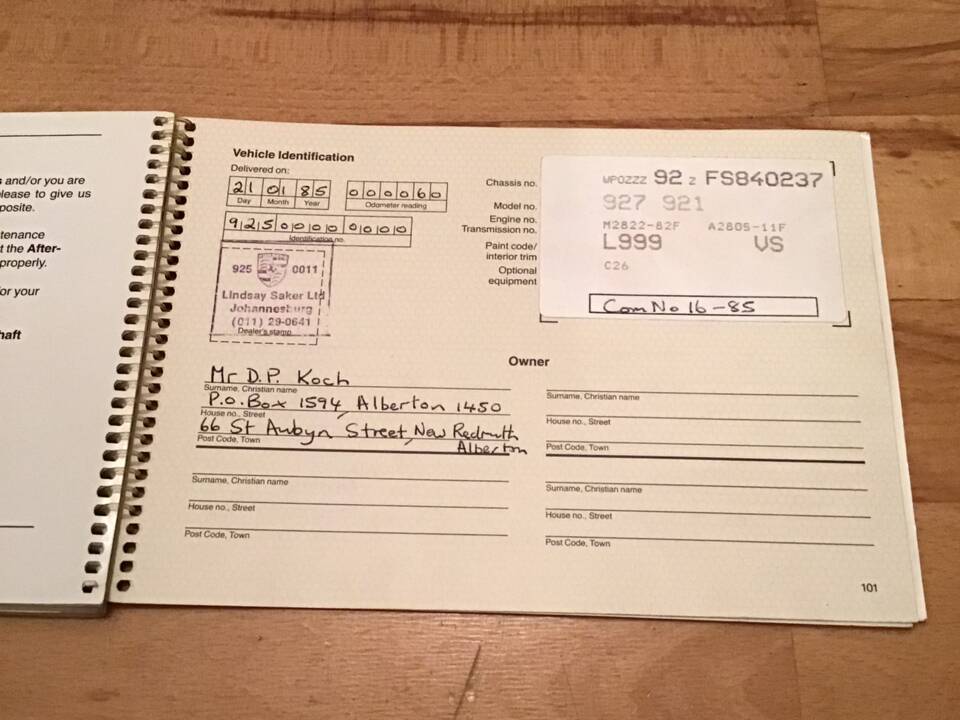 s and/or you are
lease to give us
posite.
tenance
t the After-
properly.
or your
haft
Vehicle Identification
Delivered on:
21 01 85 000060
Day Month Year Odometer reading
925 0000 0000
Identification no.
925 0011
Lindsay Saker Ltd
Johannesburg
(011) 29-0641
Dealer's stamp
Chassis no.
Model no.
Engine no.
Transmission no.
Paint code/
interior trim
Optional
equipment
WPOZZZ 92 Z FS840237
927 921
M2822-82F A2805-11F
L999 VS
C26
Com No 16-85
Owner
Mr D.P. Koch
Surname, Christian name
P.O. Box 1594, Alberton 1450
House no., Street
66 St Aubyn Street, New Redruth
Alberton
Post Code, Town
Surname, Christian name
House no., Street
Post Code, Town
Surname, Christian name
House no., Street
Post Code, Town
Surname, Christian name
House no., Street
Post Code, Town
101